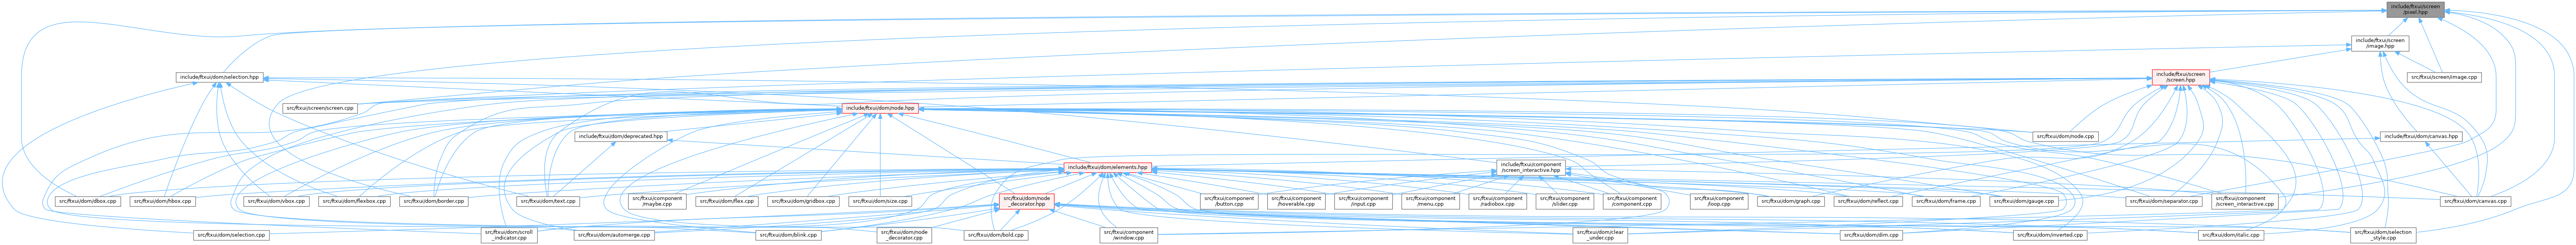 include/ftxui/screen
/pixel.hpp
include/ftxui/screen
/image.hpp
include/ftxui/dom/selection.hpp
include/ftxui/screen
/screen.hpp
src/ftxui/screen/image.cpp
src/ftxui/screen/screen.cpp
include/ftxui/dom/node.hpp
include/ftxui/dom/deprecated.hpp
src/ftxui/dom/node.cpp
include/ftxui/dom/canvas.hpp
include/ftxui/dom/elements.hpp
include/ftxui/component
/screen_interactive.hpp
src/ftxui/dom/dbox.cpp
src/ftxui/dom/hbox.cpp
src/ftxui/dom/vbox.cpp
src/ftxui/dom/flexbox.cpp
src/ftxui/dom/border.cpp
src/ftxui/dom/text.cpp
src/ftxui/component
/maybe.cpp
src/ftxui/dom/flex.cpp
src/ftxui/dom/gridbox.cpp
src/ftxui/dom/size.cpp
src/ftxui/dom/node
_decorator.hpp
src/ftxui/component
/button.cpp
src/ftxui/component
/hoverable.cpp
src/ftxui/component
/input.cpp
src/ftxui/component
/menu.cpp
src/ftxui/component
/radiobox.cpp
src/ftxui/component
/slider.cpp
src/ftxui/component
/component.cpp
src/ftxui/component
/loop.cpp
src/ftxui/dom/graph.cpp
src/ftxui/dom/reflect.cpp
src/ftxui/dom/frame.cpp
src/ftxui/dom/gauge.cpp
src/ftxui/dom/separator.cpp
src/ftxui/component
/screen_interactive.cpp
src/ftxui/dom/canvas.cpp
src/ftxui/dom/selection.cpp
src/ftxui/dom/scroll
_indicator.cpp
src/ftxui/dom/automerge.cpp
src/ftxui/dom/blink.cpp
src/ftxui/dom/node
_decorator.cpp
src/ftxui/dom/bold.cpp
src/ftxui/component
/window.cpp
src/ftxui/dom/clear
_under.cpp
src/ftxui/dom/dim.cpp
src/ftxui/dom/inverted.cpp
src/ftxui/dom/italic.cpp
src/ftxui/dom/selection
_style.cpp